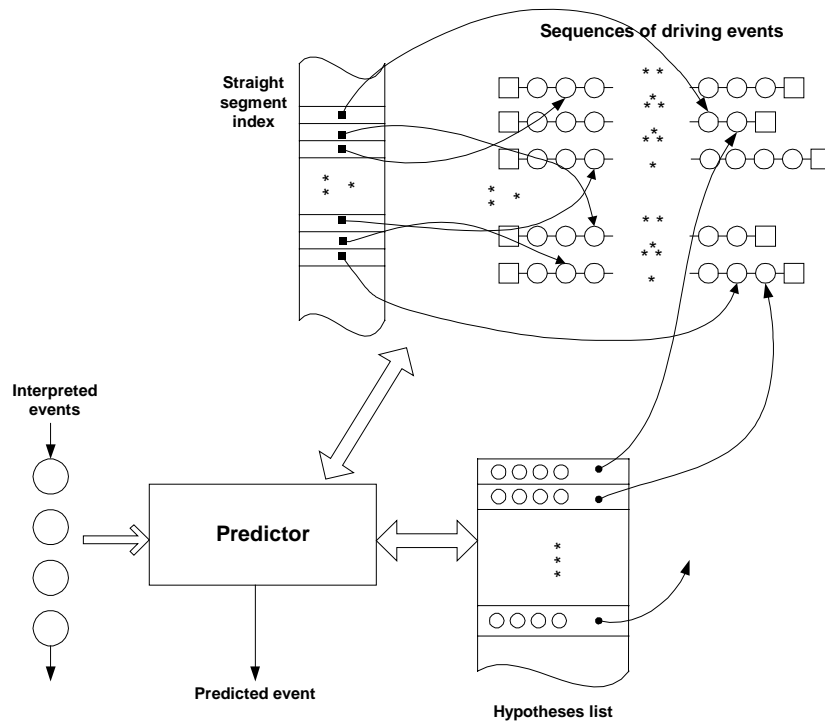 Sequences of driving events
Straight
segment
index
Interpreted
events
Predictor
Predicted event
Hypotheses list